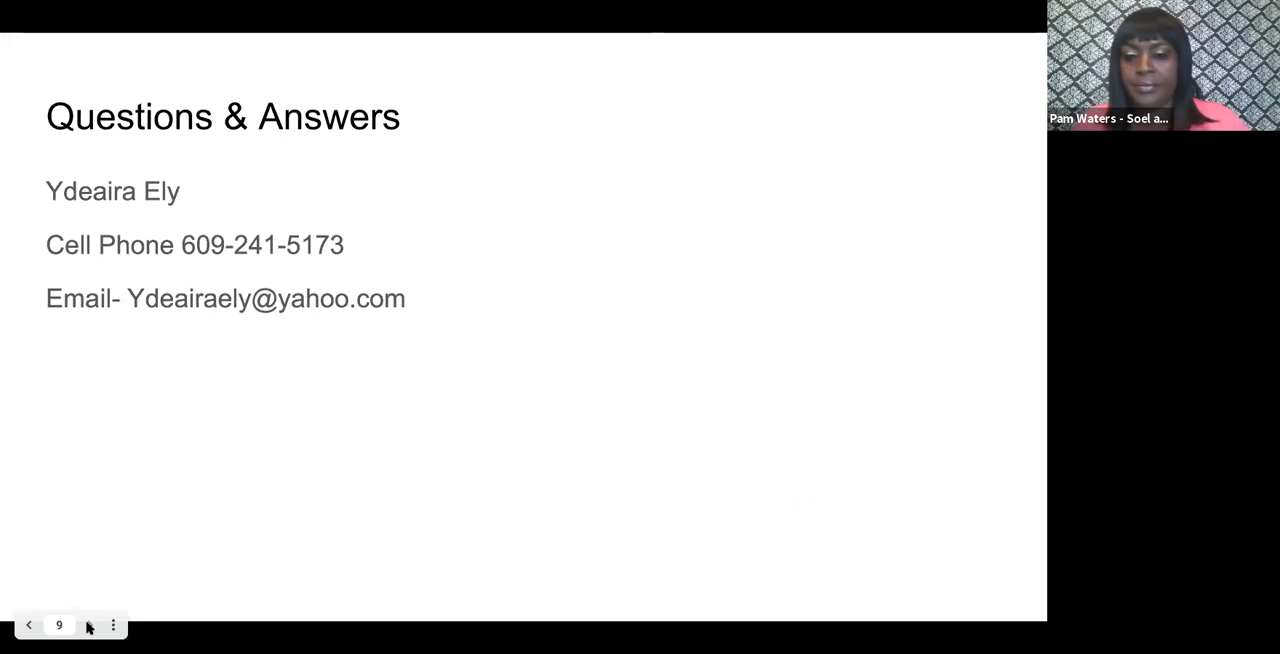 Questions & Answers
Ydeaira Ely
Cell Phone 609-241-5173
Email- Ydeairaely@yahoo.com
Pam Waters - Soel a...
9